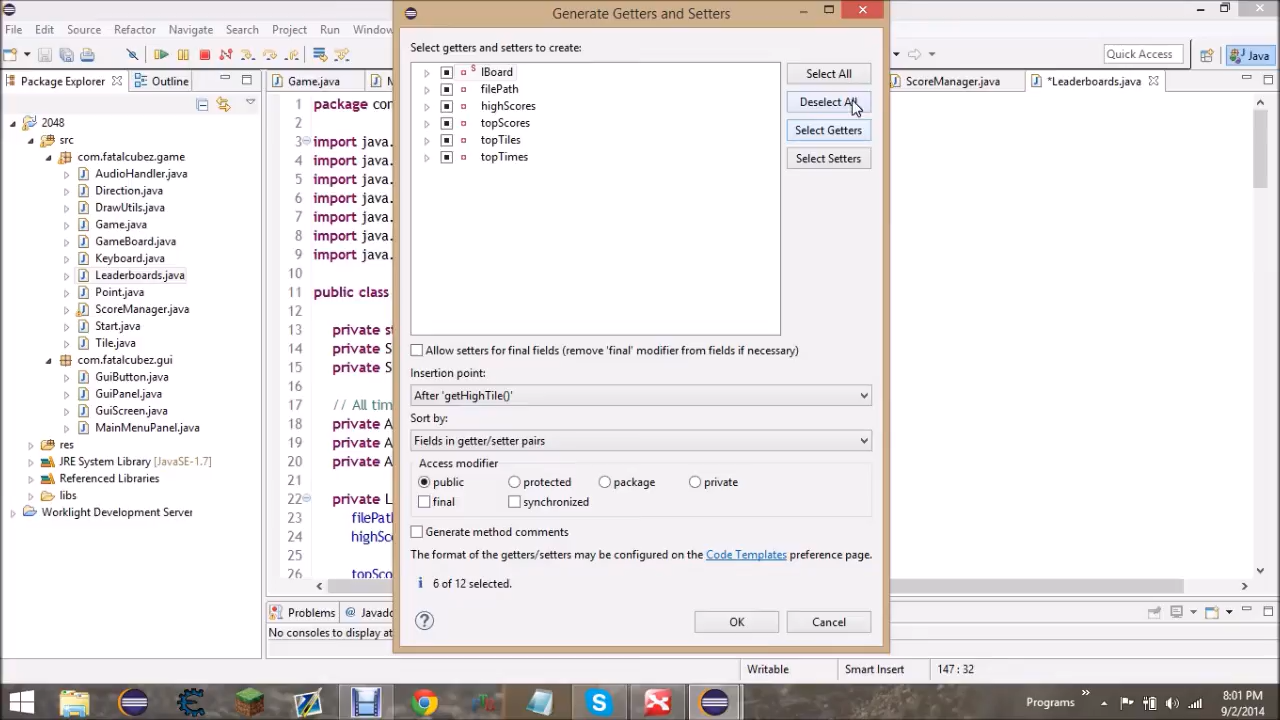 Generate Getters and Setters
File Edit Source Refactor Navigate Search Project Run Window
Quick Access Java
Package Explorer Outline
Game.java ScoreManager.java *Leaderboards.java
2048
src
com.fatalcubez.game
AudioHandler.java
Direction.java
DrawUtils.java
Game.java
GameBoard.java
Keyboard.java
Leaderboards.java
Point.java
ScoreManager.java
Start.java
Tile.java
com.fatalcubez.gui
GuiButton.java
GuiPanel.java
GuiScreen.java
MainMenuPanel.java
res
JRE System Library [JavaSE-1.7]
Referenced Libraries
libs
Worklight Development Server
1 package con
2
3 import java.
4 import java.
5 import java.
6 import java.
7 import java.
8 import java.
9 import java.
10
11 public class
12
13 private st
14 private S
15 private S
16
17 // All tim
18 private A
19 private A
20 private A
21
22 private L
23 filePath
24 highSc
25
26 topSco
Select getters and setters to create:
lBoard
filePath
highScores
topScores
topTiles
topTimes
Select All
Deselect All
Select Getters
Select Setters
Allow setters for final fields (remove 'final' modifier from fields if necessary)
Insertion point:
After 'getHighTile()'
Sort by:
Fields in getter/setter pairs
Access modifier
public protected package private
final synchronized
Generate method comments
The format of the getters/setters may be configured on the Code Templates preference page.
6 of 12 selected.
OK Cancel
Problems @ Javado
No consoles to display at
Writable Smart Insert 147 : 32
Programs
8:01 PM
9/2/2014